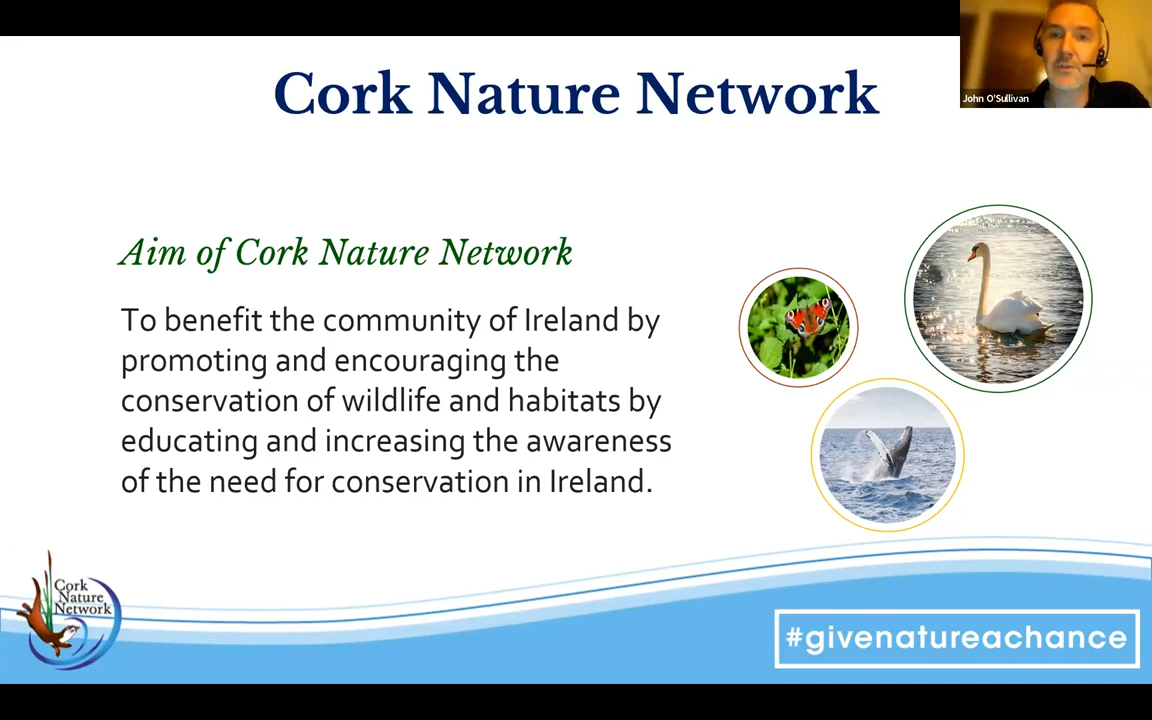 Cork Nature Network
John O'Sullivan
Aim of Cork Nature Network
To benefit the community of Ireland by
promoting and encouraging the
conservation of wildlife and habitats by
educating and increasing the awareness
of the need for conservation in Ireland.
Cork
Nature
Network
#givenatureachance